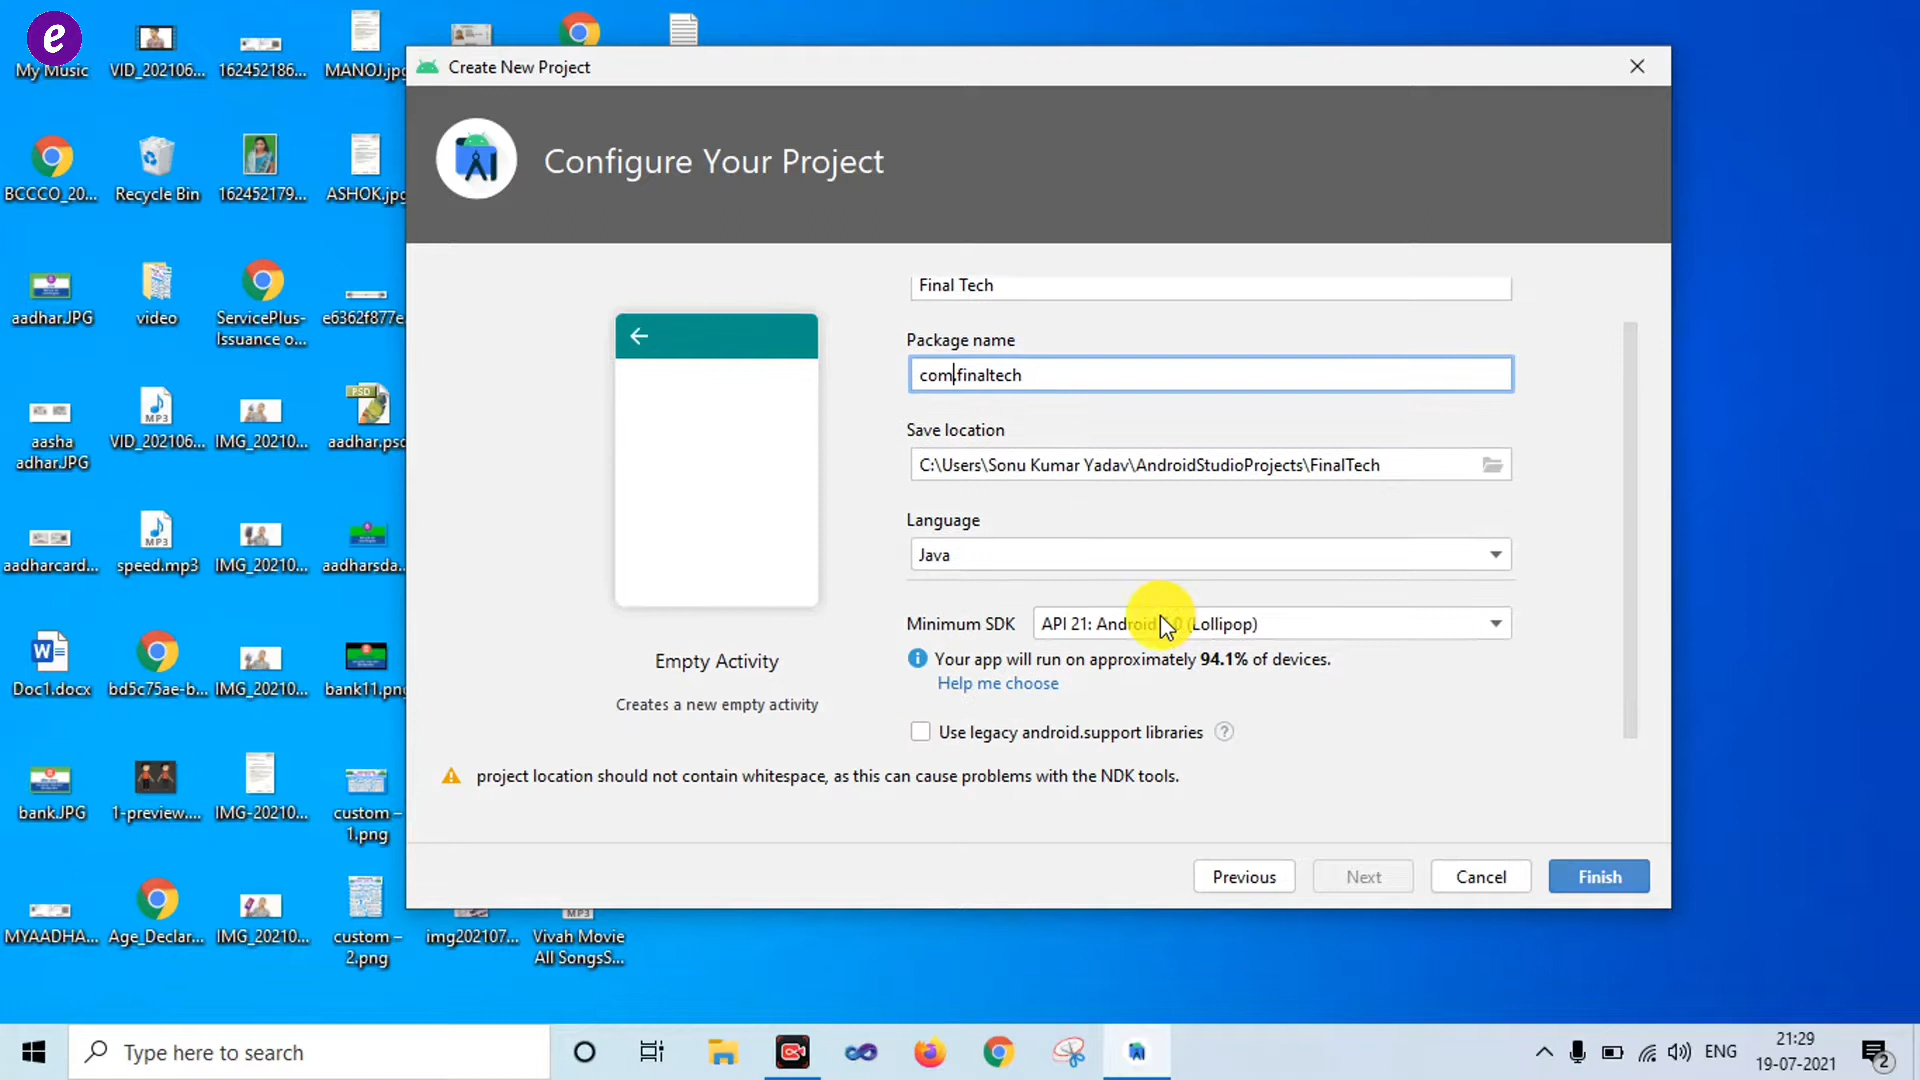 e
My Music
VID_202106...
162452186...
MANOJ.jpg
BCCCO_20...
Recycle Bin
162452179...
ASHOK.jpg
aadhar.JPG
video
ServicePlus-
Issuance o...
e6362f877e
aasha
adhar.JPG
MP3
VID_202106...
IMG_20210...
PSD
aadhar.psd
aadharcard...
MP3
speed.mp3
IMG_20210...
aadharsda..
W
Doc1.docx
bd5c75ae-b...
IMG_20210...
bank11.png
bank.JPG
1-preview....
IMG-20210...
custom –
1.png
MYAADHA...
Age_Declar...
IMG_20210...
custom –
2.png
img202107...
MP3
Vivah Movie
All SongsS...
Create New Project
Configure Your Project
Final Tech
Package name
com.finaltech
Save location
C:\Users\Sonu Kumar Yadav\AndroidStudioProjects\FinalTech
Language
Java
Minimum SDK
API 21: Android 5.0 (Lollipop)
Your app will run on approximately 94.1% of devices.
Help me choose
Use legacy android.support libraries
?
Empty Activity
Creates a new empty activity
project location should not contain whitespace, as this can cause problems with the NDK tools.
Previous
Next
Cancel
Finish
Type here to search
ENG
21:29
19-07-2021
2